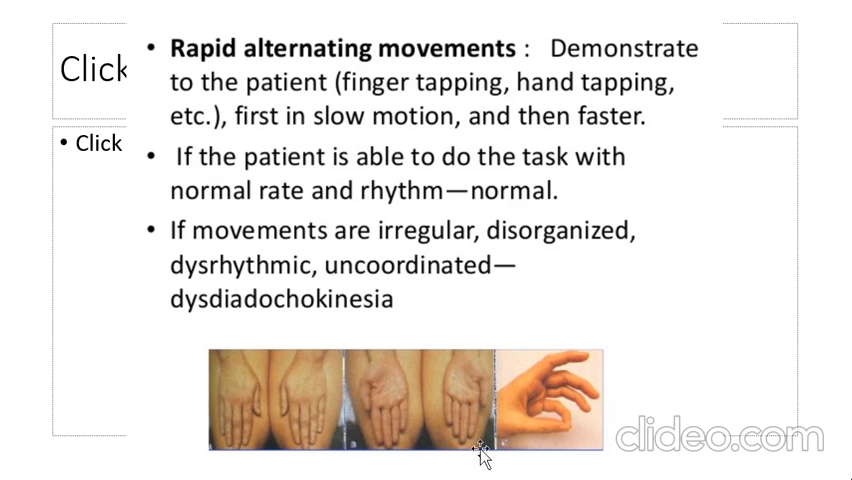 Click
• Rapid alternating movements : Demonstrate
to the patient (finger tapping, hand tapping,
etc.), first in slow motion, and then faster.
• Click
• If the patient is able to do the task with
normal rate and rhythm—normal.
• If movements are irregular, disorganized,
dysrhythmic, uncoordinated—
dysdiadochokinesia
clideo.com